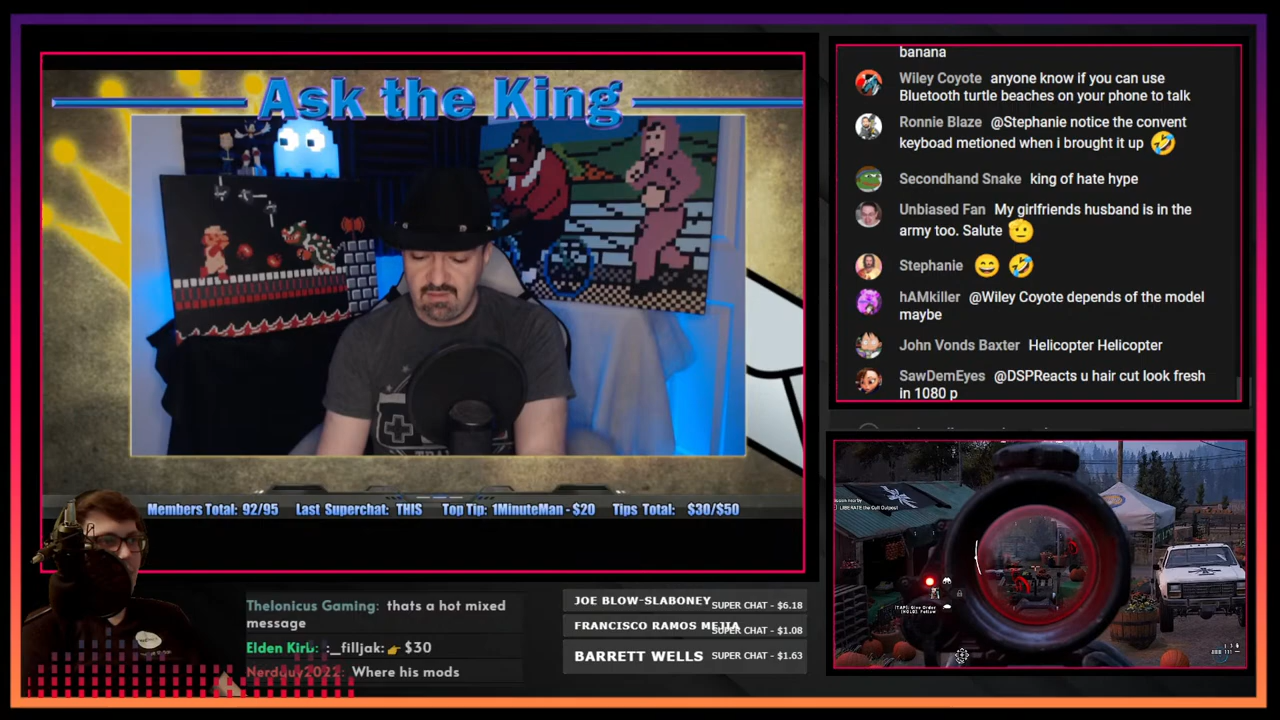 Ask the King
Members Total: 92/95
Last Superchat: THIS
Top Tip: 1MinuteMan - $20
Tips Total: $30/$50
banana
Wiley Coyote anyone know if you can use
Bluetooth turtle beaches on your phone to talk
Ronnie Blaze @Stephanie notice the convent
keyboad metioned when i brought it up 🤣
Secondhand Snake king of hate hype
Unbiased Fan My girlfriends husband is in the
army too. Salute 🫡
Stephanie 😄 🤣
hAMkiller @Wiley Coyote depends of the model
maybe
John Vonds Baxter Helicopter Helicopter
SawDemEyes @DSPReacts u hair cut look fresh
in 1080 p
LIBERATE the Cult Outpost
Thelonicus Gaming: thats a hot mixed
message
Elden Kirb: :_filljak: 👉 $30
Nerdguy2022: Where his mods
JOE BLOW-SLABONEY SUPER CHAT - $6.18
FRANCISCO RAMOS MEJIA SUPER CHAT - $1.08
BARRETT WELLS SUPER CHAT - $1.63